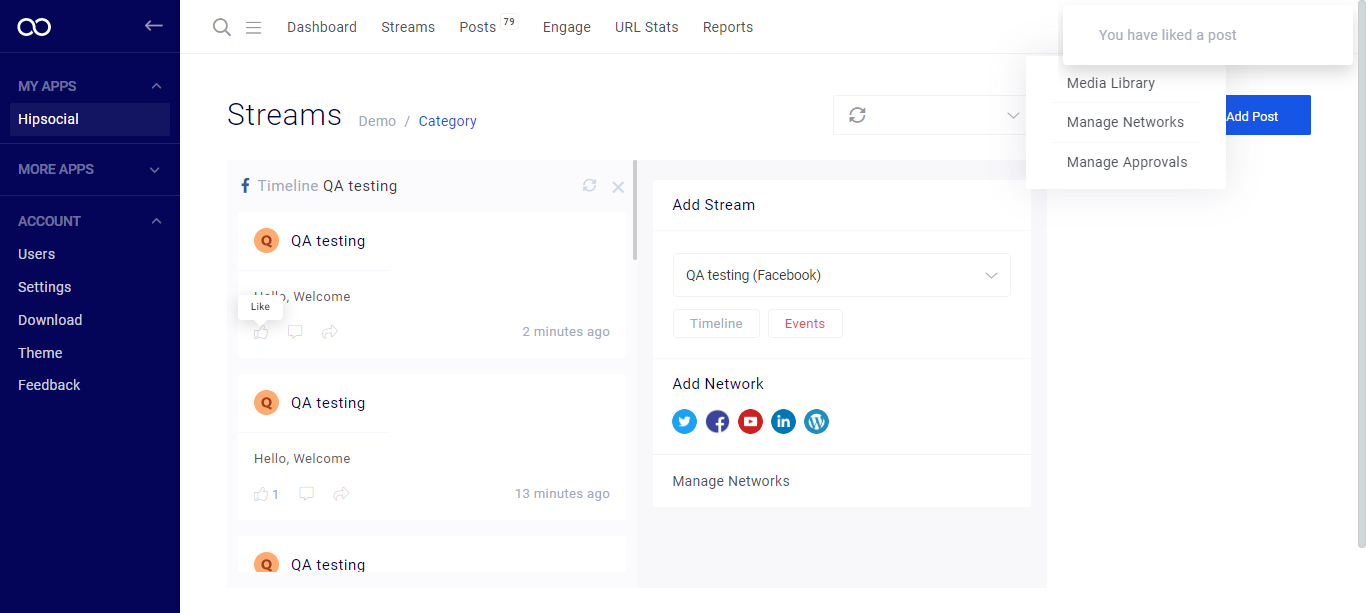 Dashboard Streams Posts 79 Engage URL Stats Reports
You have liked a post
MY APPS
Hipsocial
MORE APPS
ACCOUNT
Users
Settings
Download
Theme
Feedback
Media Library
Manage Networks
Manage Approvals
Streams Demo / Category
Add Post
Timeline QA testing
Q QA testing
Hello, Welcome
Like
2 minutes ago
Q QA testing
Hello, Welcome
1 13 minutes ago
Q QA testing
Add Stream
QA testing (Facebook)
Timeline Events
Add Network
Manage Networks